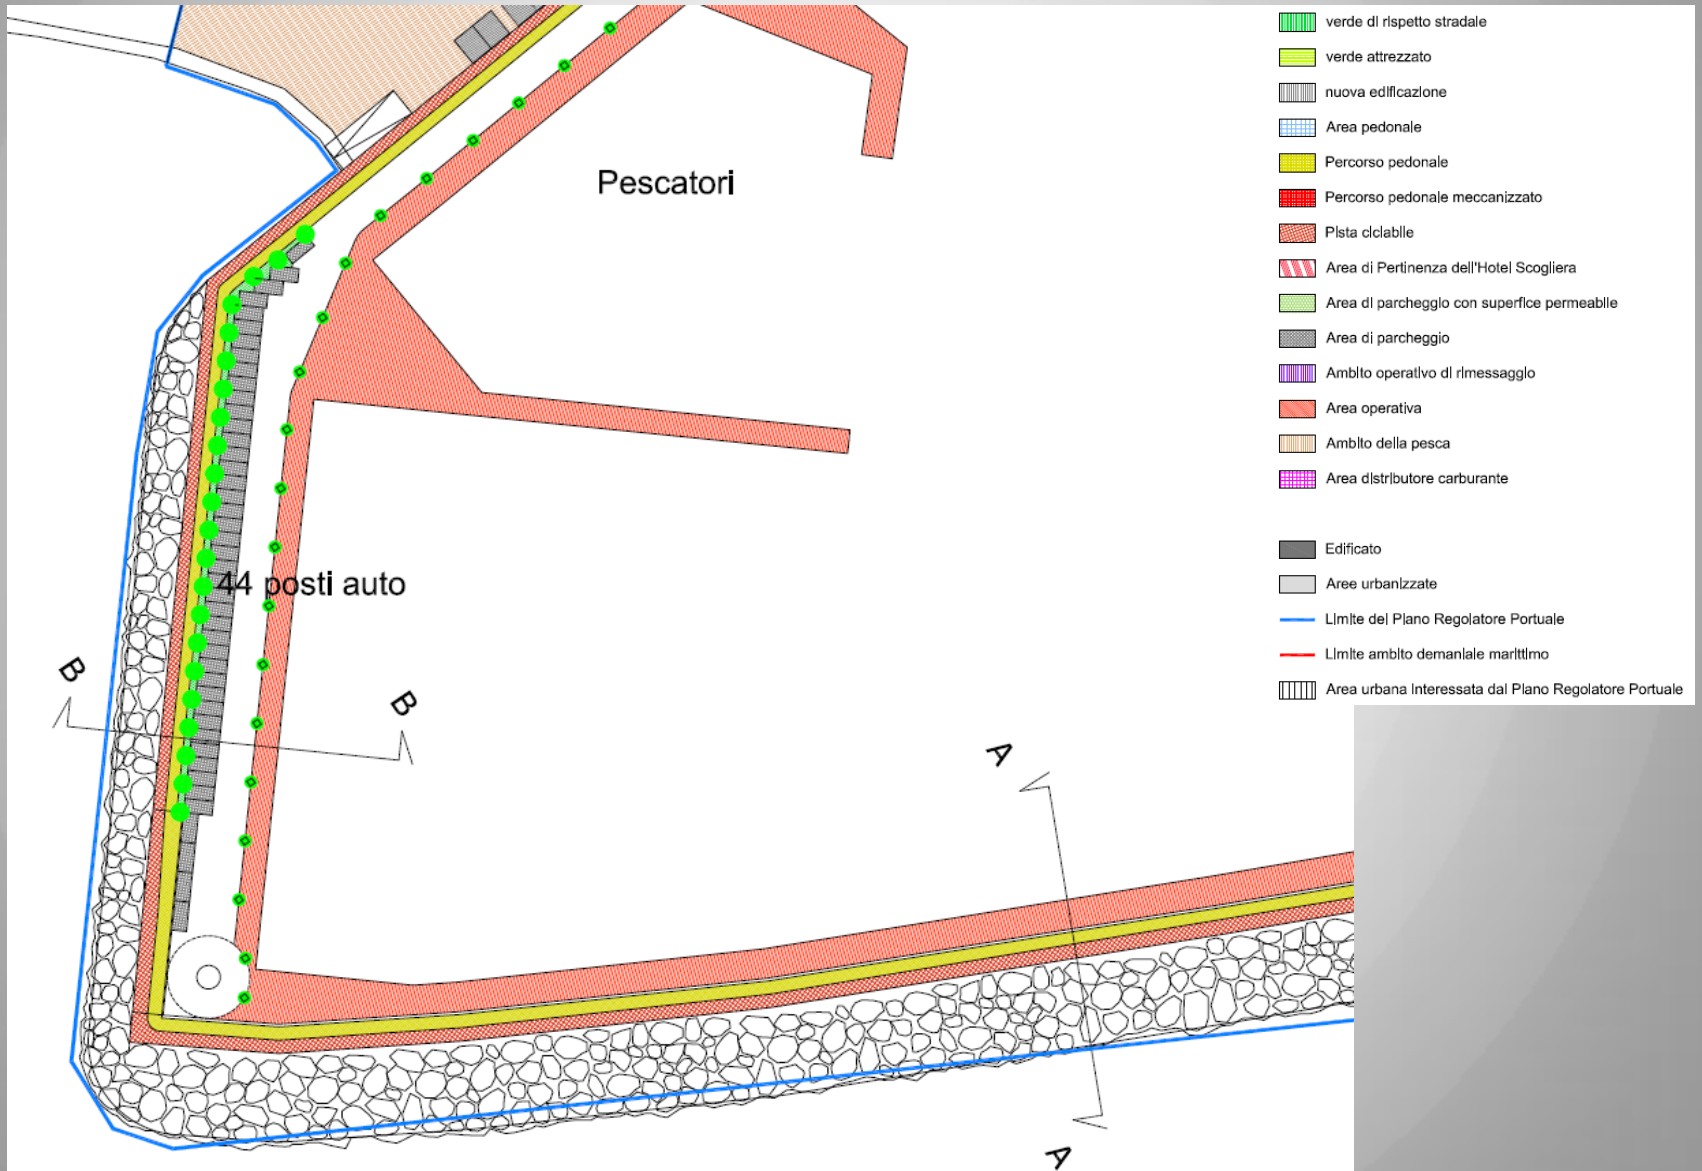 verde di rispetto stradale
verde attrezzato
nuova edificazione
Area pedonale
Percorso pedonale
Percorso pedonale meccanizzato
Pista ciclabile
Area di Pertinenza dell'Hotel Scogliera
Area di parcheggio con superfice permeabile
Area di parcheggio
Ambito operativo di rimessaggio
Area operativa
Ambito della pesca
Area distributore carburante
Edificato
Aree urbanizzate
Limite del Piano Regolatore Portuale
Limite ambito demaniale marittimo
Area urbana interessata dal Piano Regolatore Portuale
Pescatori
44 posti auto
B
B
A
A